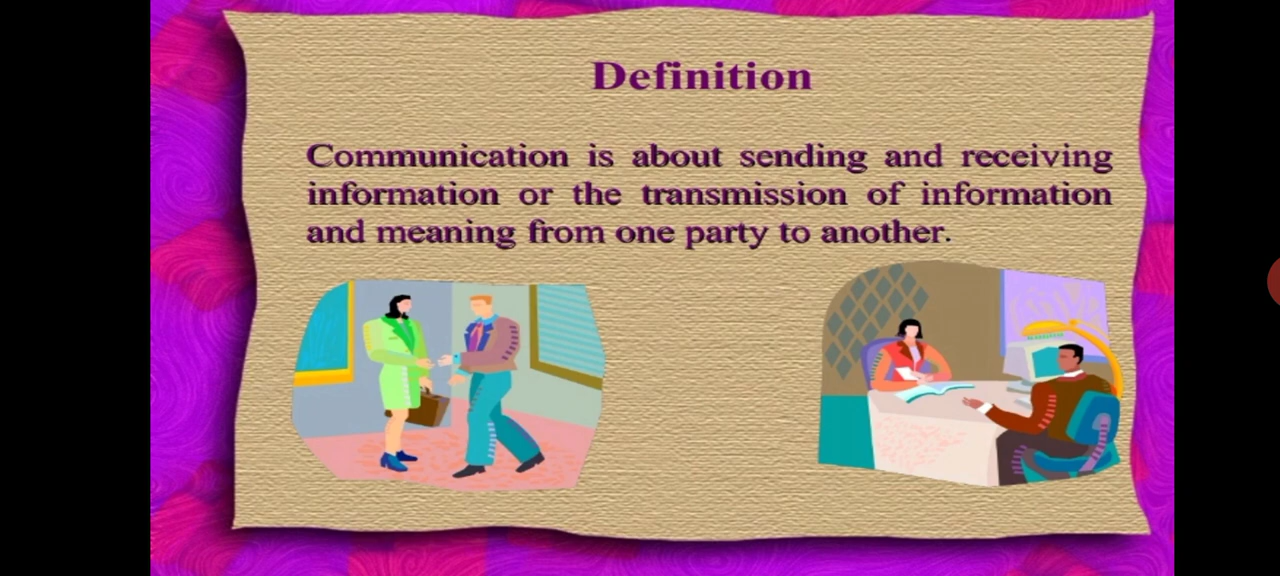 Definition
Communication is about sending and receiving
information or the transmission of information
and meaning from one party to another.